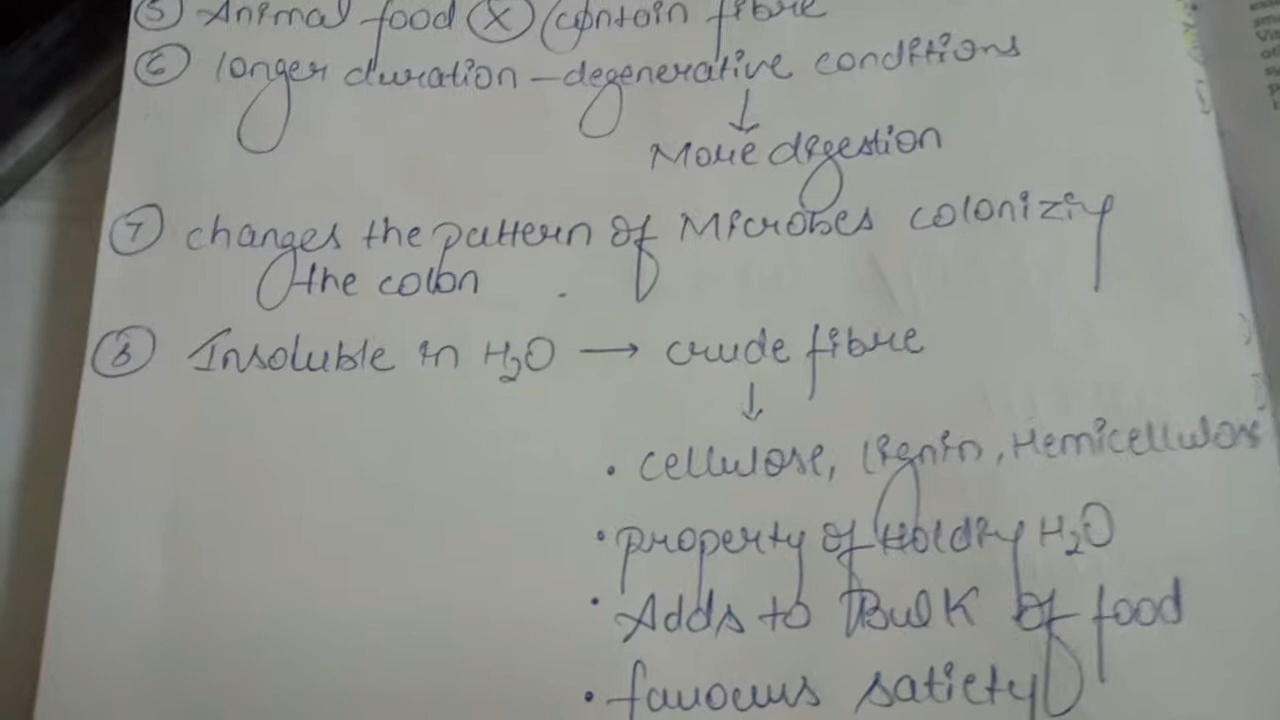 ⑤ Animal food ⓧ contain fibre
⑥ longer duration – degenerative conditions
↓
More digestion
⑦ changes the pattern of Microbes colonizing
the colon
⑧ Insoluble in H₂O → crude fibre
↓
• cellulose, lignin, Hemicellulose
• property of Holding H₂O
• Adds to Bulk of food
• favours satiety